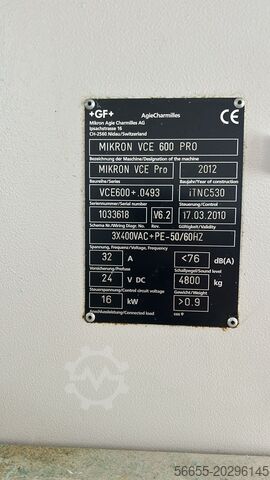 +GF+ AgieCharmilles
Mikron Agie Charmilles AG
Ipsachstrasse 16
CH-2560 Nidau/Switzerland
CE
MIKRON VCE 600 PRO
Bezeichnung der Maschine/Designation of the machine
MIKRON VCE Pro 2012
Baureihe/Series Baujahr/Year of construction
VCE600+.0493 iTNC530
Seriennummer/Serial number Steuerung/Control
1033618 V6.2 i7.03.2010
Schema Nr./Wiring Diagr. No. Rev. Gültigkeit/Validity
3X400VAC+PE-50/60HZ
Spannung, Frequenz/Voltage, Frequency
32 A <76 dB(A)
Vorsicherung/Prefuse Schallpegel/Sound level
24 V DC 4800 kg
Steuerspannung/Control circuit voltage Gewicht/Weight
16 kW >0.9
Anschlussleistung/Connected load cos φ
Machineseeker
56655-20296145